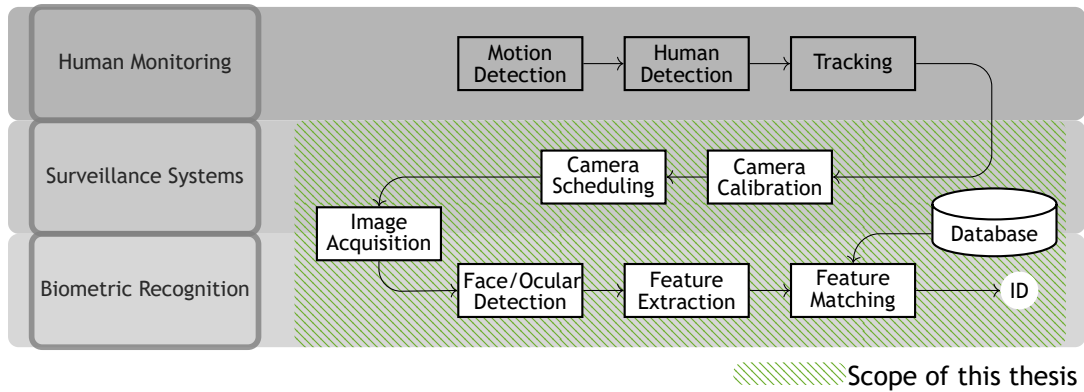 Human Monitoring
Motion
Detection
Human
Detection
Tracking
Surveillance Systems
Camera
Scheduling
Camera
Calibration
Image
Acquisition
Database
Biometric Recognition
Face/Ocular
Detection
Feature
Extraction
Feature
Matching
ID
Scope of this thesis